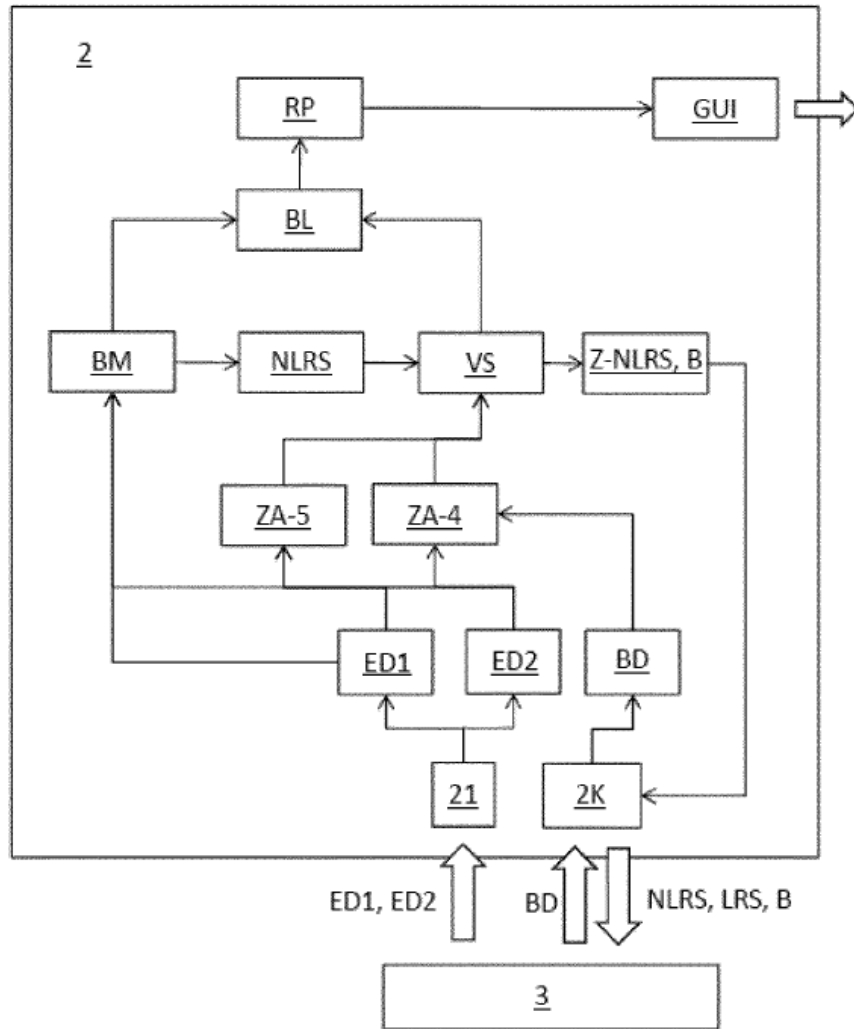 2
RP
GUI
BL
BM
NLRS
VS
Z-NLRS, B
ZA-5
ZA-4
ED1
ED2
BD
21
2K
ED1, ED2
BD
NLRS, LRS, B
3